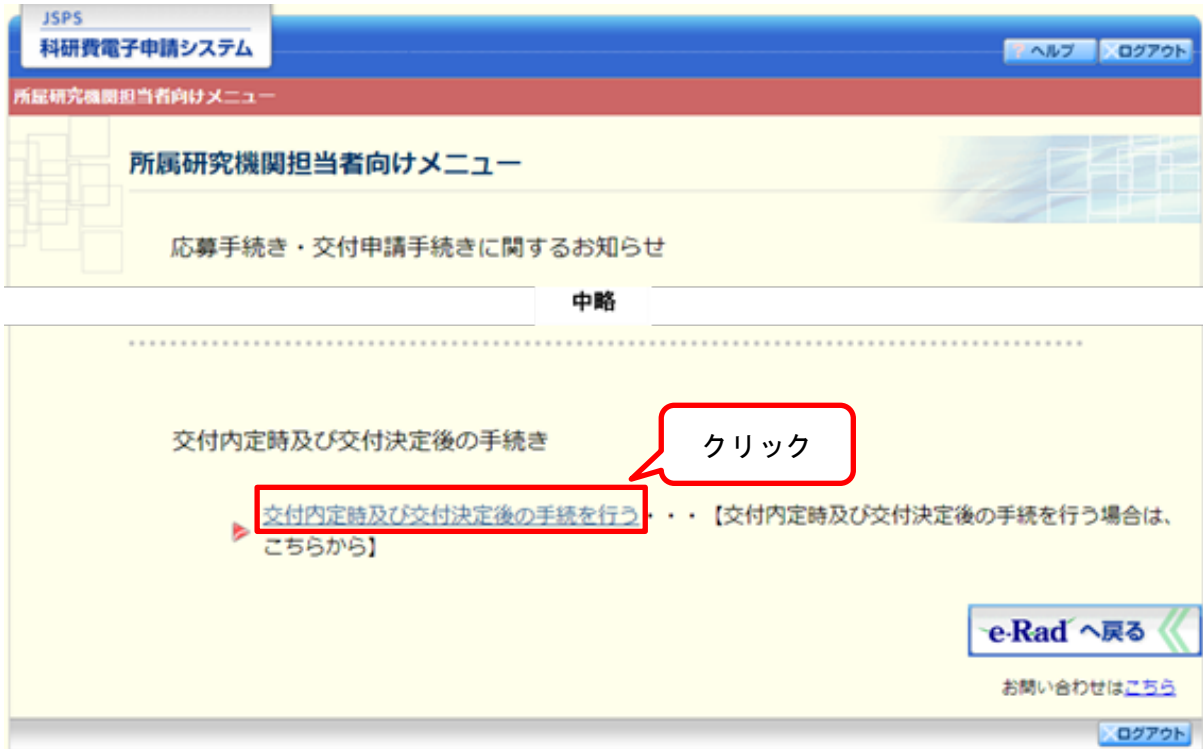 JSPS
科研費電子申請システム
? ヘルプ ×ログアウト
所属研究機関担当者向けメニュー
所属研究機関担当者向けメニュー
応募手続き・交付申請手続きに関するお知らせ
中略
交付内定時及び交付決定後の手続き
クリック
交付内定時及び交付決定後の手続を行う・・・【交付内定時及び交付決定後の手続を行う場合は、
こちらから】
e-Rad へ戻る
お問い合わせはこちら
×ログアウト